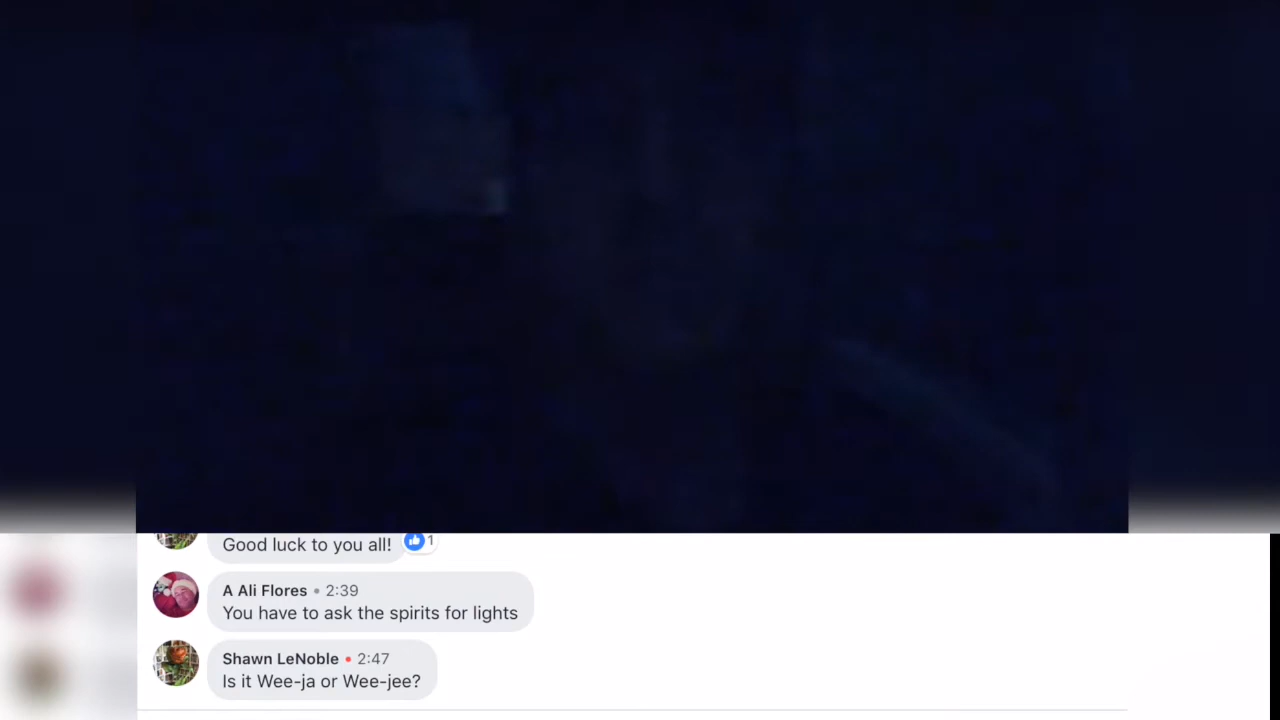 Good luck to you all! 1
A Ali Flores • 2:39
You have to ask the spirits for lights
Shawn LeNoble • 2:47
Is it Wee-ja or Wee-jee?